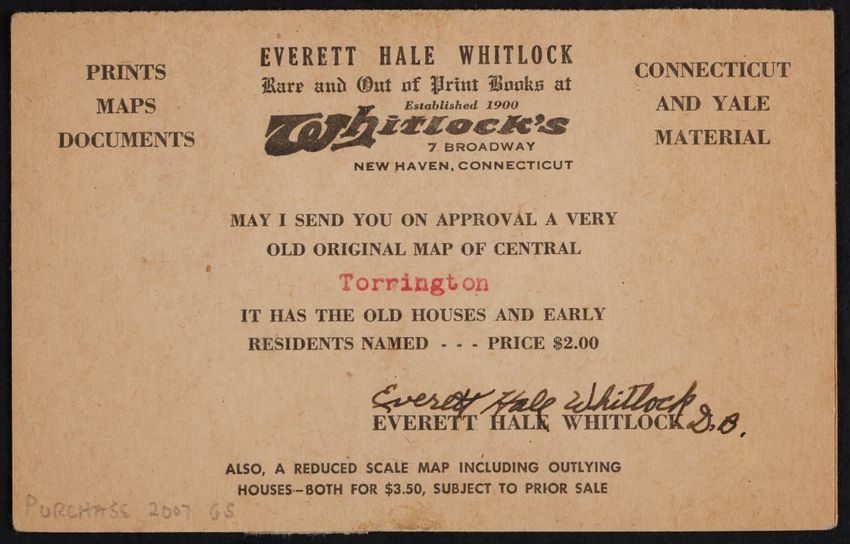 PRINTS
MAPS
DOCUMENTS
EVERETT HALE WHITLOCK
Rare and Out of Print Books at
Established 1900
Whitlock's
7 BROADWAY
NEW HAVEN, CONNECTICUT
CONNECTICUT
AND YALE
MATERIAL
MAY I SEND YOU ON APPROVAL A VERY
OLD ORIGINAL MAP OF CENTRAL
Torrington
IT HAS THE OLD HOUSES AND EARLY
RESIDENTS NAMED - - - PRICE $2.00
Everett Hale Whitlock
EVERETT HALE WHITLOCK D.B.
ALSO, A REDUCED SCALE MAP INCLUDING OUTLYING
HOUSES—BOTH FOR $3.50, SUBJECT TO PRIOR SALE
PURCHASE 2007 GS